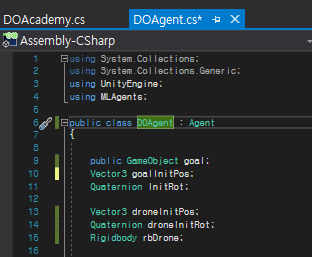 DOAcademy.cs DOAgent.cs*
Assembly-CSharp
1 using System.Collections;
2 using System.Collections.Generic;
3 using UnityEngine;
4 using MLAgents;
5
6 public class DOAgent : Agent
7 {
8
9 public GameObject goal;
10 Vector3 goalInitPos;
11 Quaternion InitRot;
12
13 Vector3 droneInitPos;
14 Quaternion droneInitRot;
15 Rigidbody rbDrone;